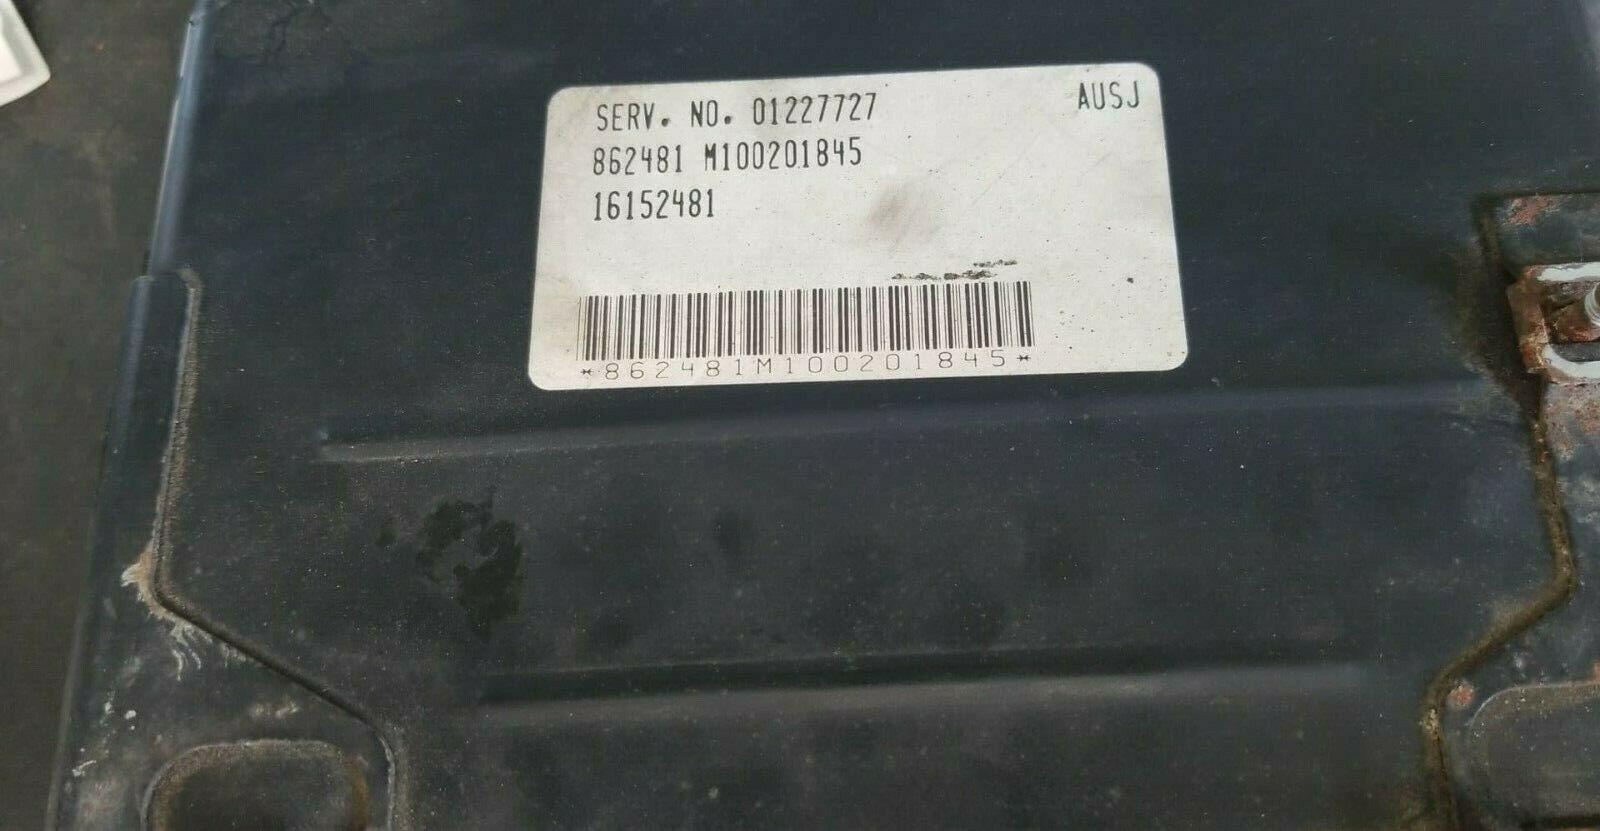 SERV. NO. 01227727 AUSJ
862481 M100201845
16152481
*862481M100201845*